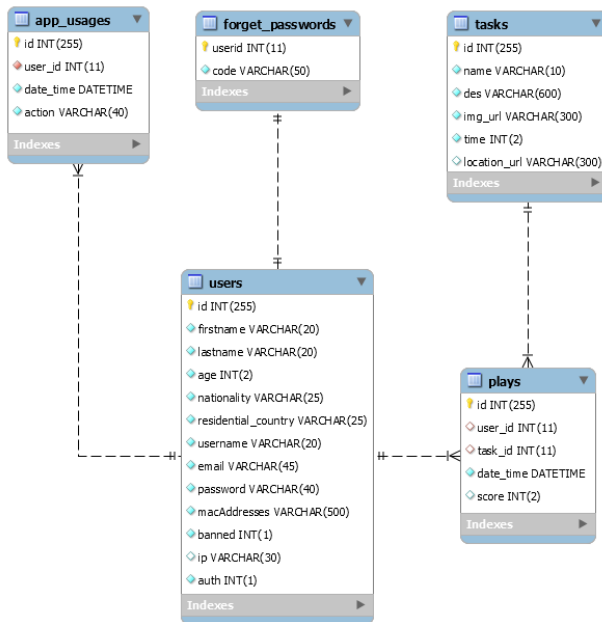 app_usages
id INT(255)
user_id INT(11)
date_time DATETIME
action VARCHAR(40)
Indexes
forget_passwords
userid INT(11)
code VARCHAR(50)
Indexes
tasks
id INT(255)
name VARCHAR(10)
des VARCHAR(600)
img_url VARCHAR(300)
time INT(2)
location_url VARCHAR(300)
Indexes
users
id INT(255)
firstname VARCHAR(20)
lastname VARCHAR(20)
age INT(2)
nationality VARCHAR(25)
residential_country VARCHAR(25)
username VARCHAR(20)
email VARCHAR(45)
password VARCHAR(40)
macAddresses VARCHAR(500)
banned INT(1)
ip VARCHAR(30)
auth INT(1)
Indexes
plays
id INT(255)
user_id INT(11)
task_id INT(11)
date_time DATETIME
score INT(2)
Indexes